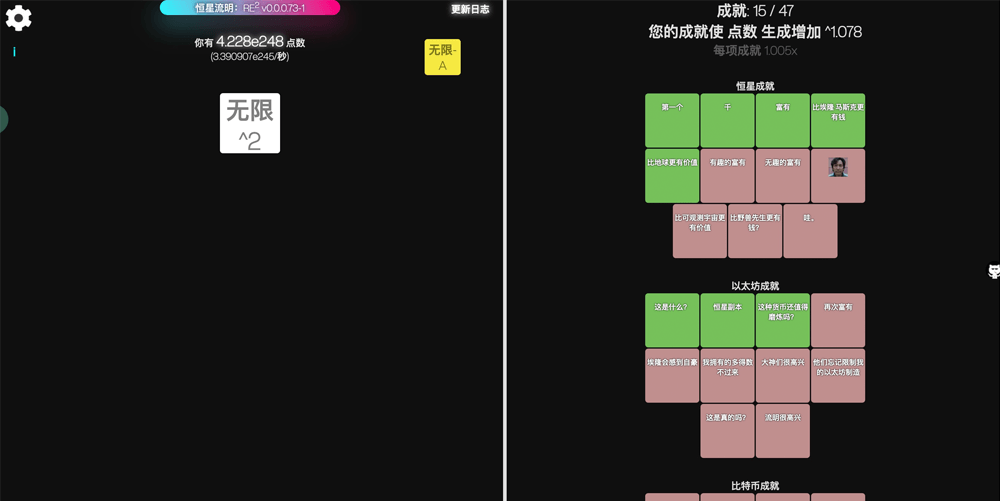 恒星流明：RE² v0.0.73-1
更新日志
你有 4.228e248 点数
(3.390907e245/秒)
无限-
A
无限
^2
成就: 15 / 47
您的成就使 点数 生成增加 ^1.078
每项成就 1.005x
恒星成就
第一个
千
富有
比埃隆·马斯克更
有钱
比地球更有价值
有趣的富有
无趣的富有
比可观测宇宙更
有价值
比野兽先生更有
钱?
哇。
以太坊成就
这是什么?
恒星副本
这种货币还值得
磨炼吗?
再次富有
埃隆会感到自豪
我拥有的多得数
不过来
大神们很高兴
他们忘记限制我
的以太坊制造
这是真的吗?
流明很高兴
比特币成就